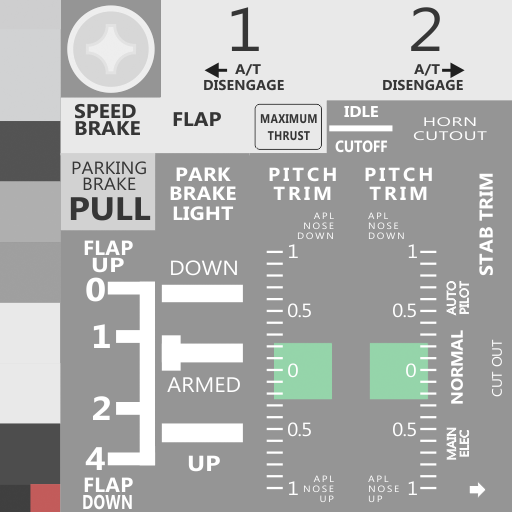 1
2
A/T
DISENGAGE
A/T
DISENGAGE
SPEED
BRAKE
FLAP
MAXIMUM
THRUST
IDLE
CUTOFF
HORN
CUTOUT
PARKING
BRAKE
PULL
PARK
BRAKE
LIGHT
PITCH
TRIM
PITCH
TRIM
STAB TRIM
FLAP
UP
0
1
2
4
FLAP
DOWN
DOWN
ARMED
UP
APL
NOSE
DOWN
1
0.5
0
0.5
1
APL
NOSE
UP
APL
NOSE
DOWN
1
0.5
0
0.5
1
APL
NOSE
UP
AUTO
PILOT
NORMAL
MAIN
ELEC
CUT OUT